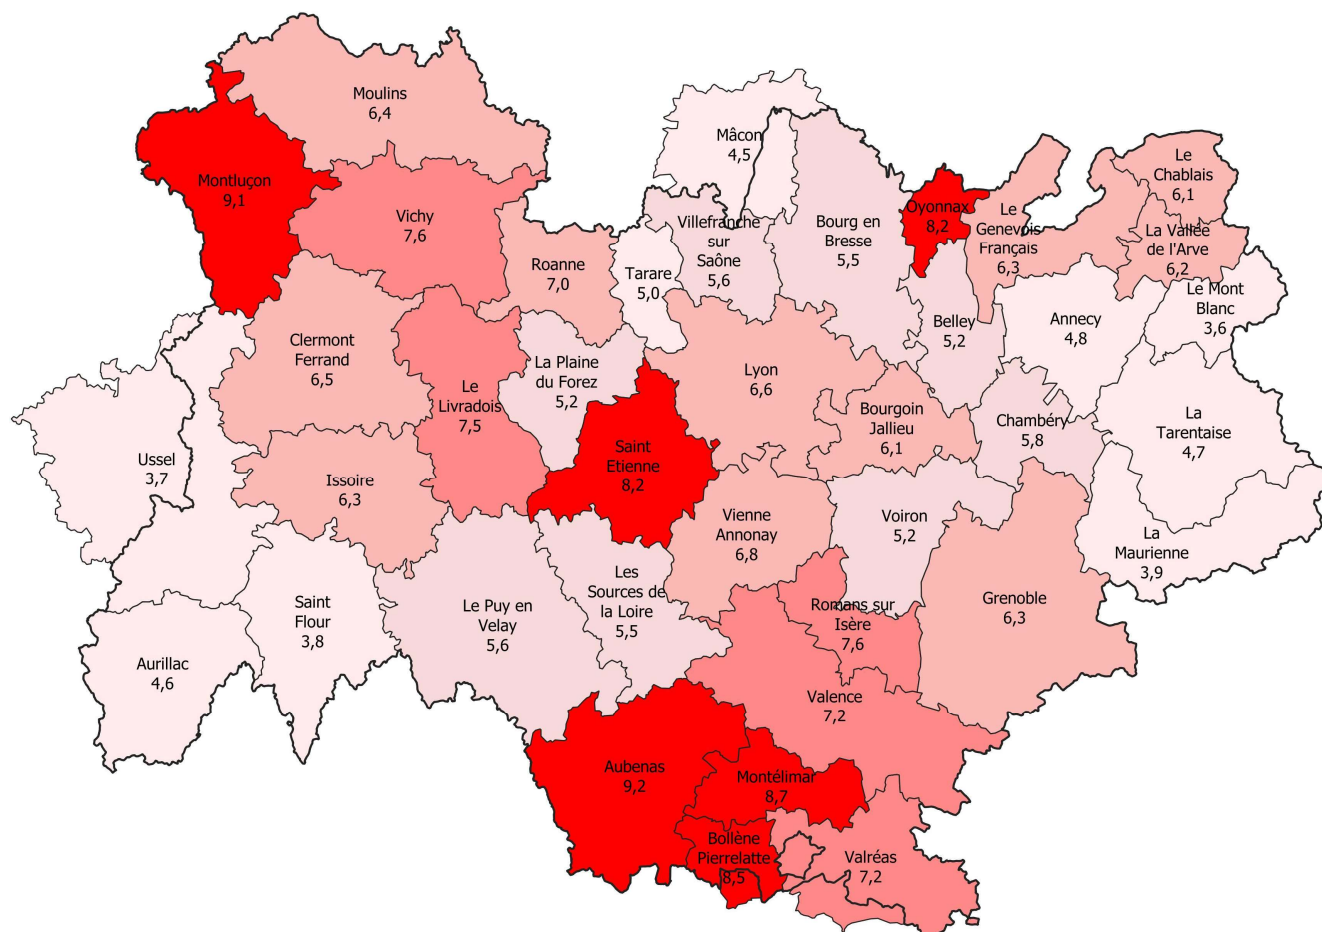 Moulins
6,4
Mâcon
4,5
Montluçon
9,1
Vichy
7,6
Le
Chablais
6,1
Oyonnax
8,2
Le
Genevois
Français
6,3
La Vallée
de l'Arve
6,2
Villefranche
sur
Saône
5,6
Bourg en
Bresse
5,5
Roanne
7,0
Tarare
5,0
Le Mont
Blanc
3,6
Belley
5,2
Annecy
4,8
Clermont
Ferrand
6,5
La Plaine
du Forez
5,2
Lyon
6,6
Le
Livradois
7,5
Bourgoin
Jallieu
6,1
Chambéry
5,8
La
Tarentaise
4,7
Ussel
3,7
Saint
Etienne
8,2
Issoire
6,3
Vienne
Annonay
6,8
Voiron
5,2
La
Maurienne
3,9
Les
Sources de
la Loire
5,5
Saint
Flour
3,8
Le Puy en
Velay
5,6
Romans sur
Isère
7,6
Grenoble
6,3
Aurillac
4,6
Valence
7,2
Aubenas
9,2
Montélimar
8,7
Bollène
Pierrelatte
8,5
Valréas
7,2